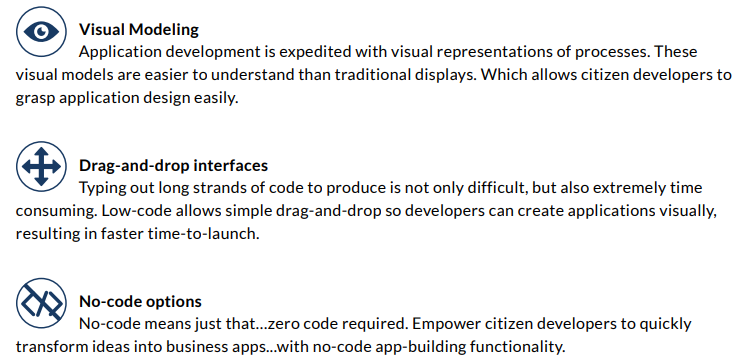 Visual Modeling
Application development is expedited with visual representations of processes. These
visual models are easier to understand than traditional displays. Which allows citizen developers to
grasp application design easily.
Drag-and-drop interfaces
Typing out long strands of code to produce is not only difficult, but also extremely time
consuming. Low-code allows simple drag-and-drop so developers can create applications visually,
resulting in faster time-to-launch.
No-code options
No-code means just that...zero code required. Empower citizen developers to quickly
transform ideas into business apps...with no-code app-building functionality.